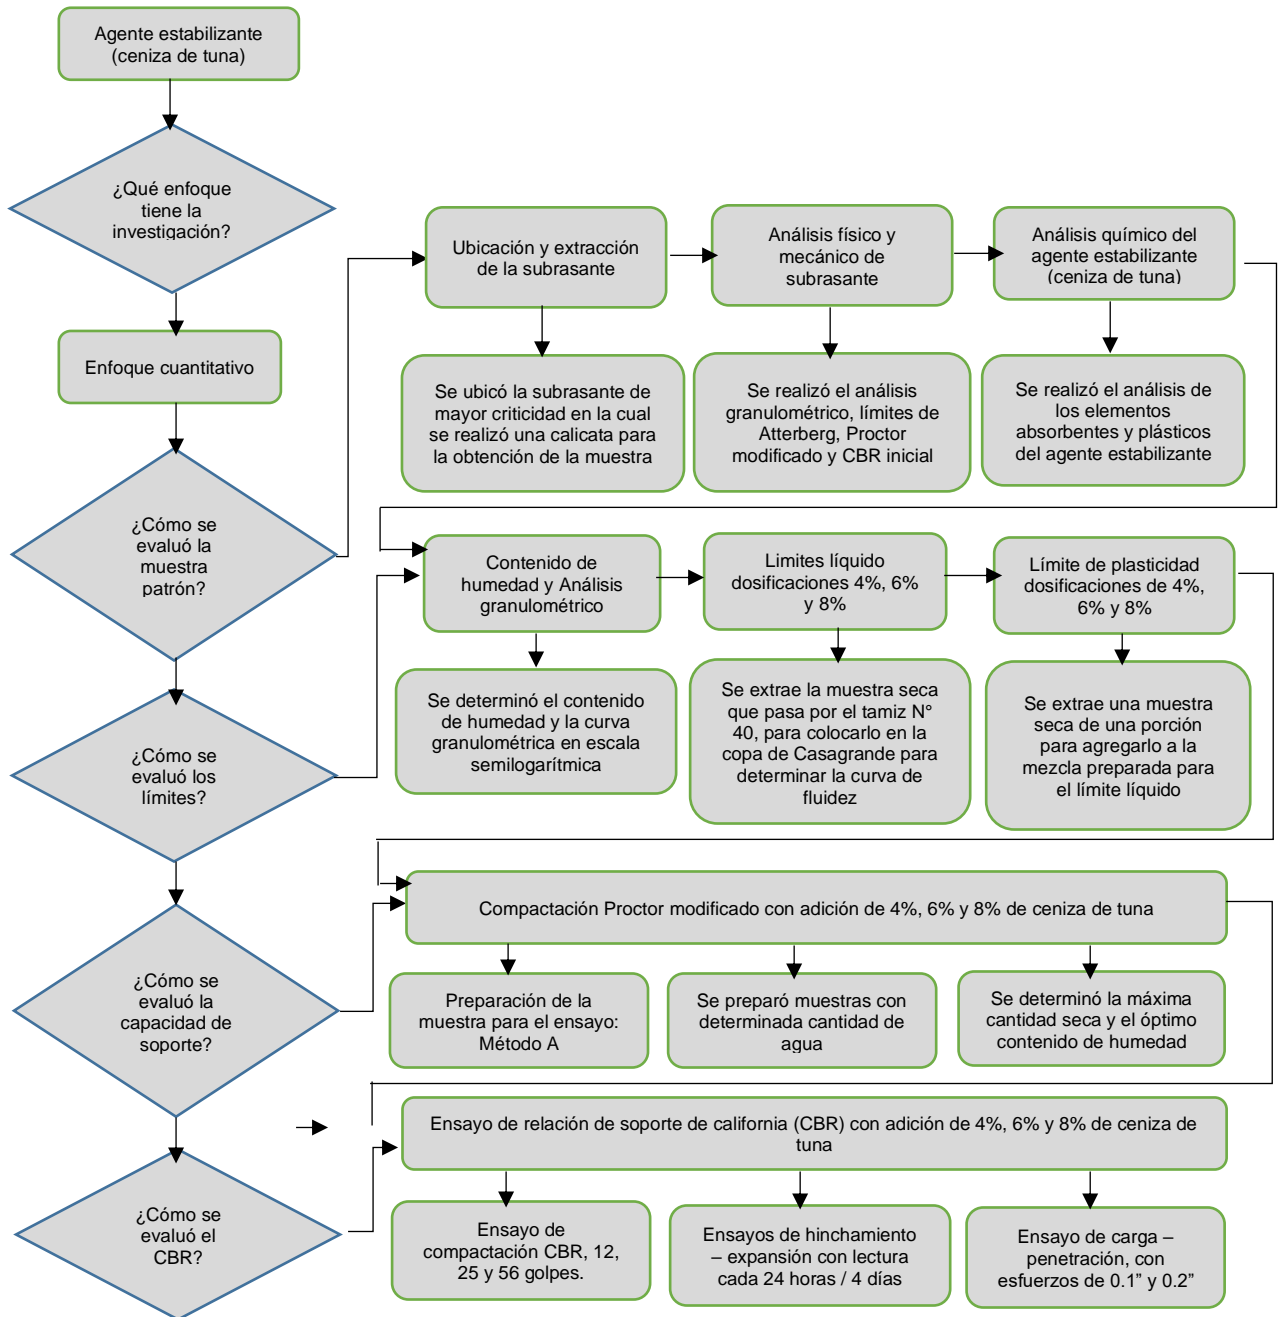 Agente estabilizante
(ceniza de tuna)
¿Qué enfoque
tiene la
investigación?
Enfoque cuantitativo
¿Cómo se
evaluó la
muestra
patrón?
Ubicación y extracción
de la subrasante
Análisis físico y
mecánico de
subrasante
Análisis químico del
agente estabilizante
(ceniza de tuna)
Se ubicó la subrasante de
mayor criticidad en la cual
se realizó una calicata para
la obtención de la muestra
Se realizó el análisis
granulométrico, límites de
Atterberg, Proctor
modificado y CBR inicial
Se realizó el análisis de
los elementos
absorbentes y plásticos
del agente estabilizante
¿Cómo se
evaluó los
límites?
Contenido de
humedad y Análisis
granulométrico
Limites líquido
dosificaciones 4%, 6%
y 8%
Límite de plasticidad
dosificaciones de 4%,
6% y 8%
Se determinó el contenido
de humedad y la curva
granulométrica en escala
semilogarítmica
Se extrae la muestra seca
que pasa por el tamiz N°
40, para colocarlo en la
copa de Casagrande para
determinar la curva de
fluidez
Se extrae una muestra
seca de una porción
para agregarlo a la
mezcla preparada para
el límite líquido
¿Cómo se
evaluó la
capacidad de
soporte?
Compactación Proctor modificado con adición de 4%, 6% y 8% de ceniza de tuna
Preparación de la
muestra para el ensayo:
Método A
Se preparó muestras con
determinada cantidad de
agua
Se determinó la máxima
cantidad seca y el óptimo
contenido de humedad
¿Cómo se
evaluó el
CBR?
Ensayo de relación de soporte de california (CBR) con adición de 4%, 6% y 8% de ceniza de
tuna
Ensayo de
compactación CBR, 12,
25 y 56 golpes.
Ensayos de hinchamiento
– expansión con lectura
cada 24 horas / 4 días
Ensayo de carga –
penetración, con
esfuerzos de 0.1” y 0.2”